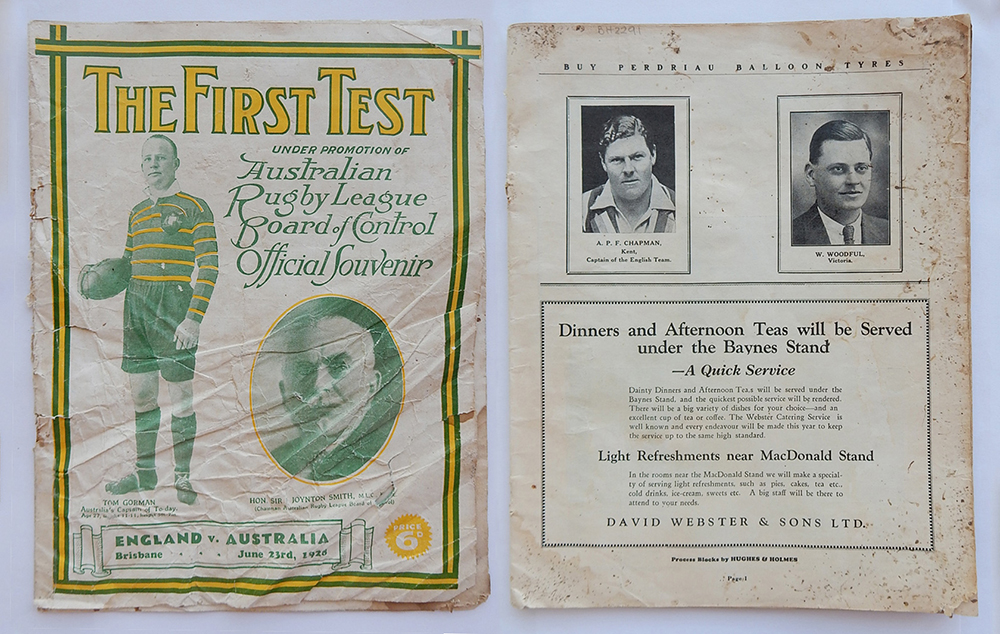 THE FIRST TEST
UNDER PROMOTION OF
Australian
Rugby League
Board of Control
Official Souvenir
TOM GORMAN
Australia's Captain of To-day.
HON SIR JOYNTON SMITH, M.L.C.
(Chairman Australian Rugby League Board of
ENGLAND v. AUSTRALIA
Brisbane June 23rd, 1928
PRICE
6D
BH2291
BUY PERDRIAU BALLOON TYRES
A. P. F. CHAPMAN,
Kent,
Captain of the English Team.
W. WOODFUL,
Victoria.
Dinners and Afternoon Teas will be Served
under the Baynes Stand
—A Quick Service
Dainty Dinners and Afternoon Tea.s will be served under the
Baynes Stand, and the quickest possible service will be rendered.
There will be a big variety of dishes for your choice—and an
excellent cup of tea or coffee. The Webster Catering Service is
well known and every endeavour will be made this year to keep
the service up to the same high standard.
Light Refreshments near MacDonald Stand
In the rooms near the MacDonald Stand we will make a special-
ty of serving light refreshments, such as pies, cakes, tea etc.,
cold drinks, ice-cream, sweets etc. A big staff will be there to
attend to your needs.
DAVID WEBSTER & SONS LTD.
Process Blocks by HUGHES & HOLMES
Page 1